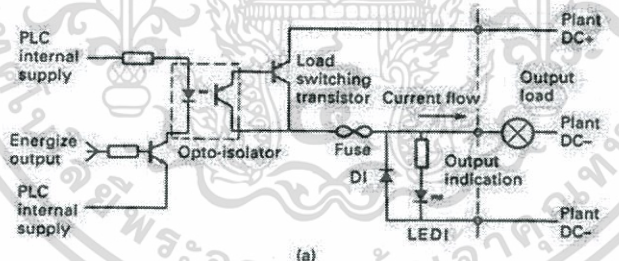 PLC
internal
supply
Energize
output
PLC
internal
supply
Opto-isolator
Load
switching
transistor
Current flow
Fuse
DI
Output
indication
LEDI
Plant
DC+
Output
load
Plant
DC–
Plant
DC–
(a)